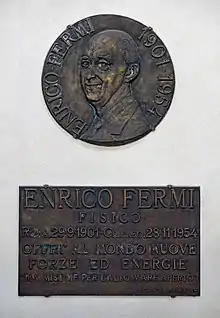 ENRICO FERMI 1901 1954
ENRICO FERMI
FISICO
29.9.1901 28.11.1954
OFFRÌ AL MONDO NUOVE
FORZE ED ENERGIE